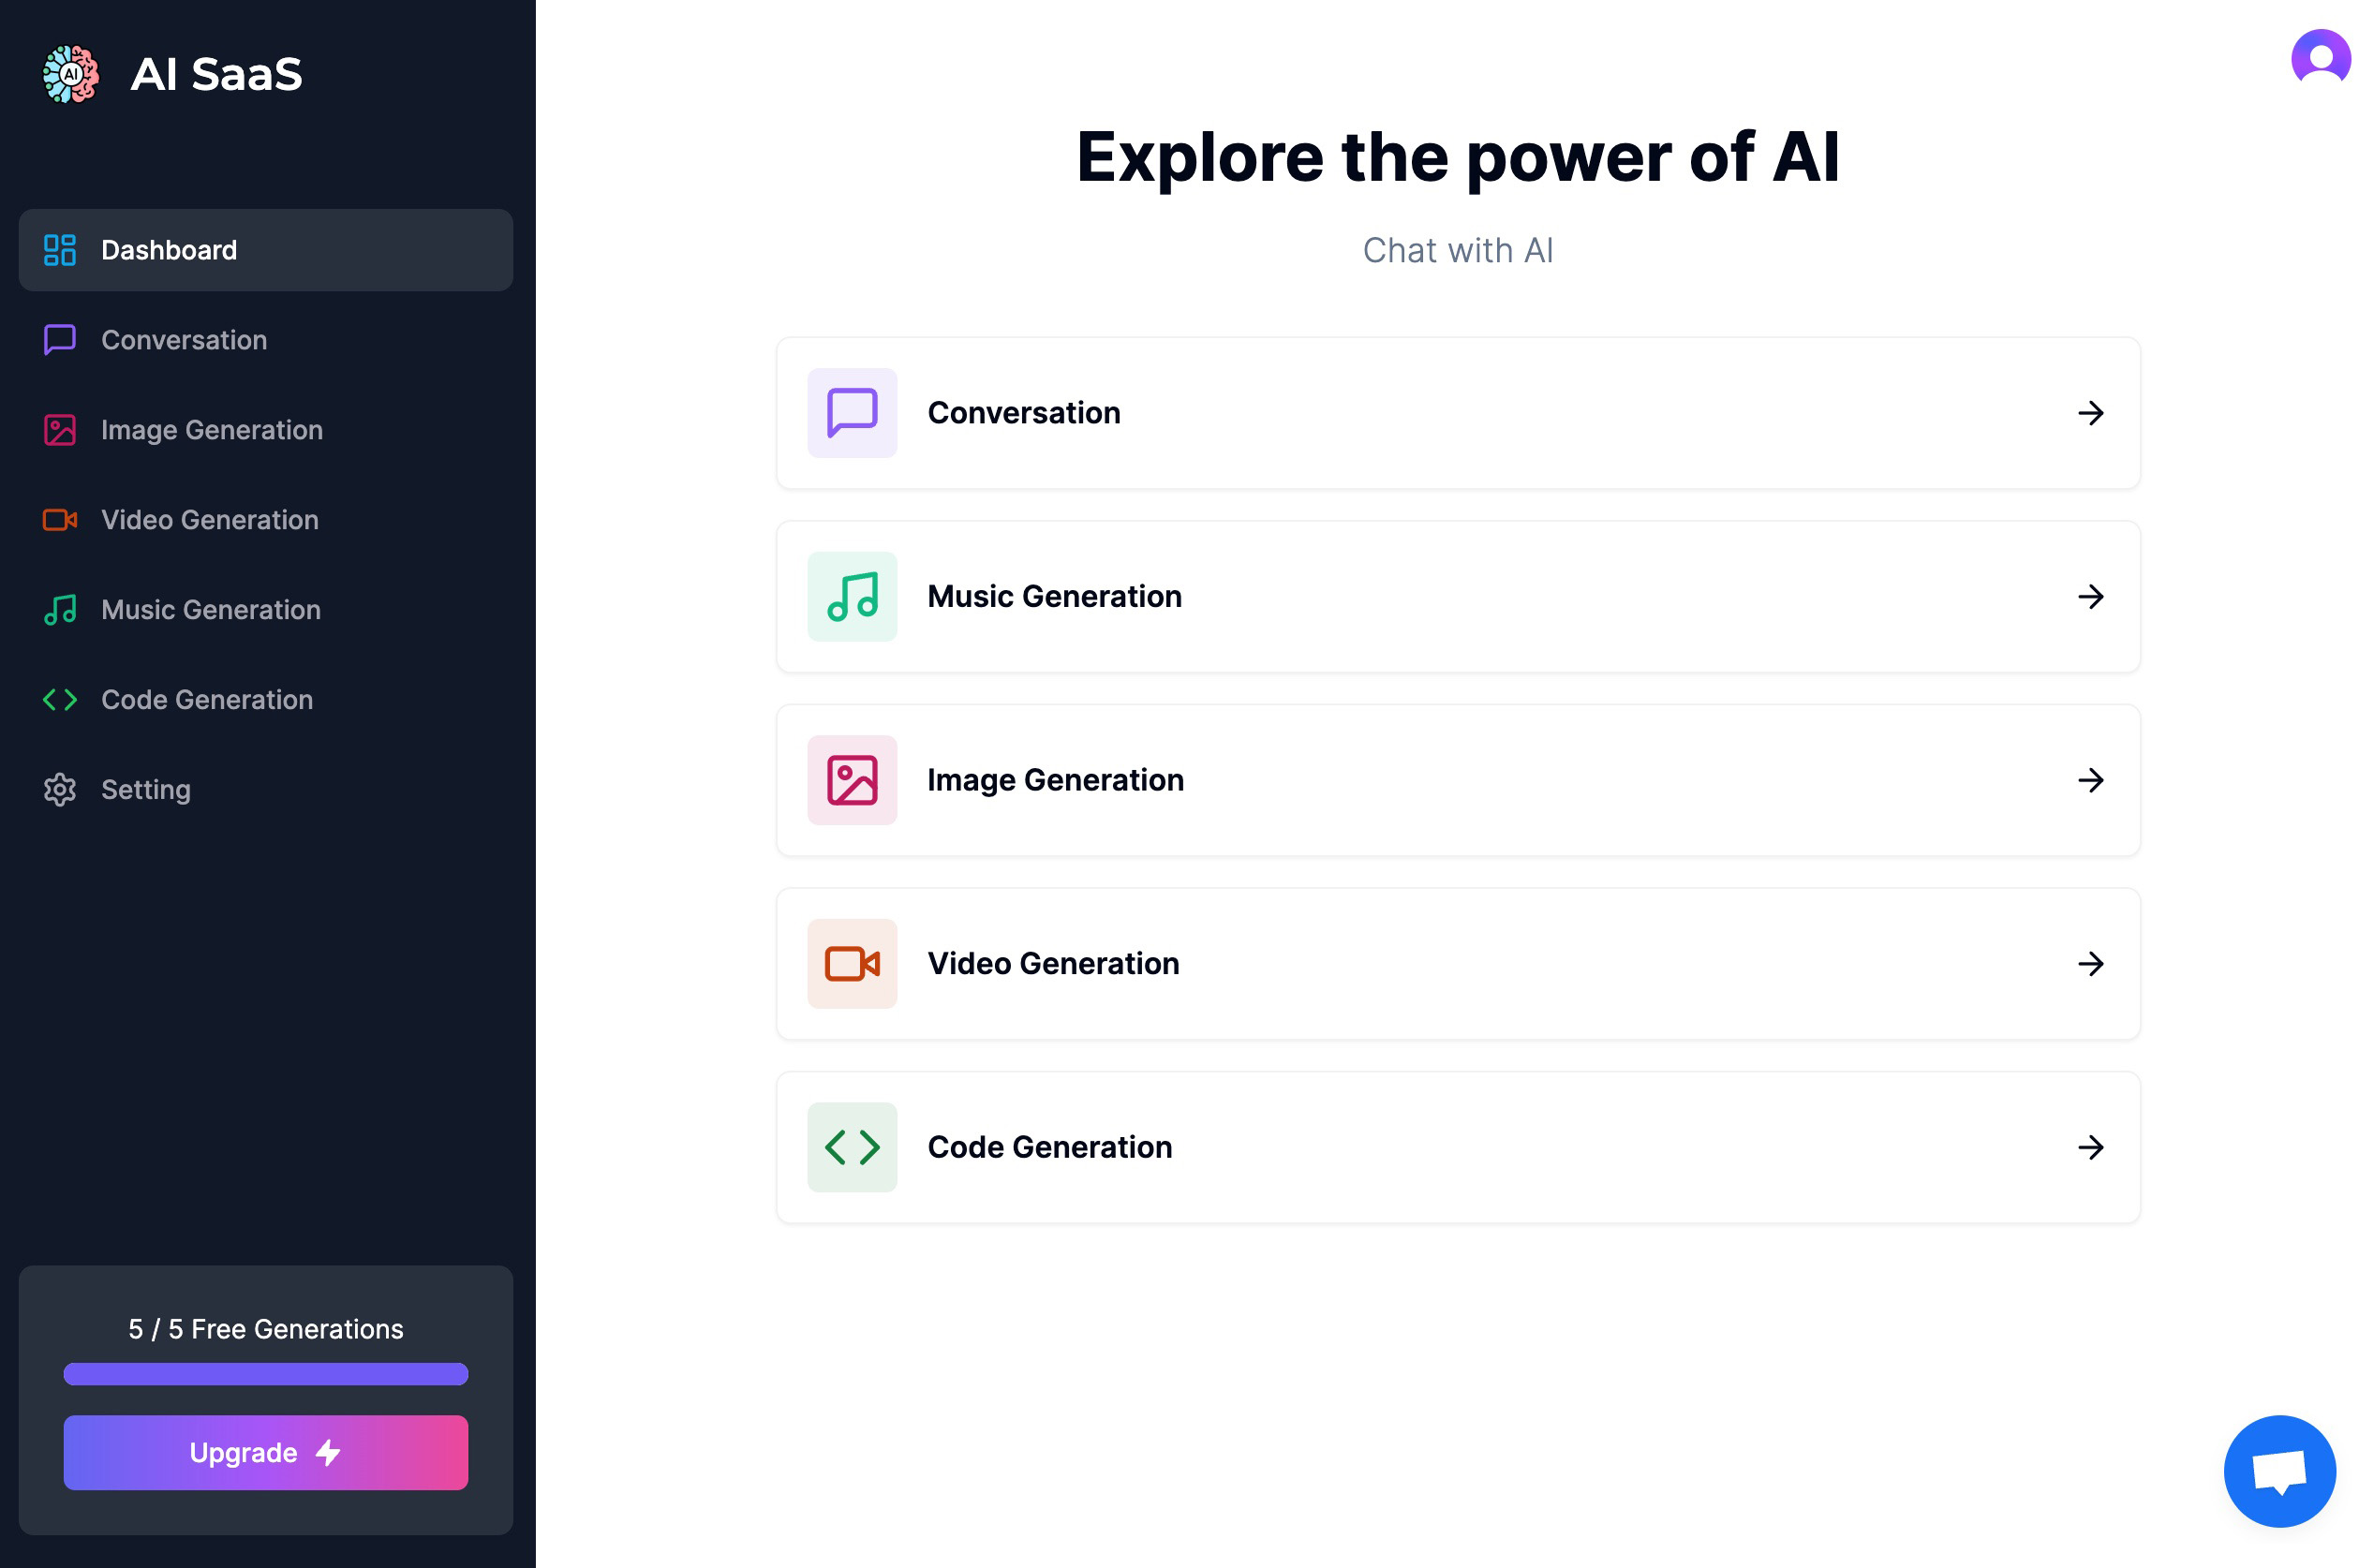 AI
AI SaaS
Dashboard
Conversation
Image Generation
Video Generation
Music Generation
Code Generation
Setting
5 / 5 Free Generations
Upgrade
Explore the power of AI
Chat with AI
Conversation
Music Generation
Image Generation
Video Generation
Code Generation